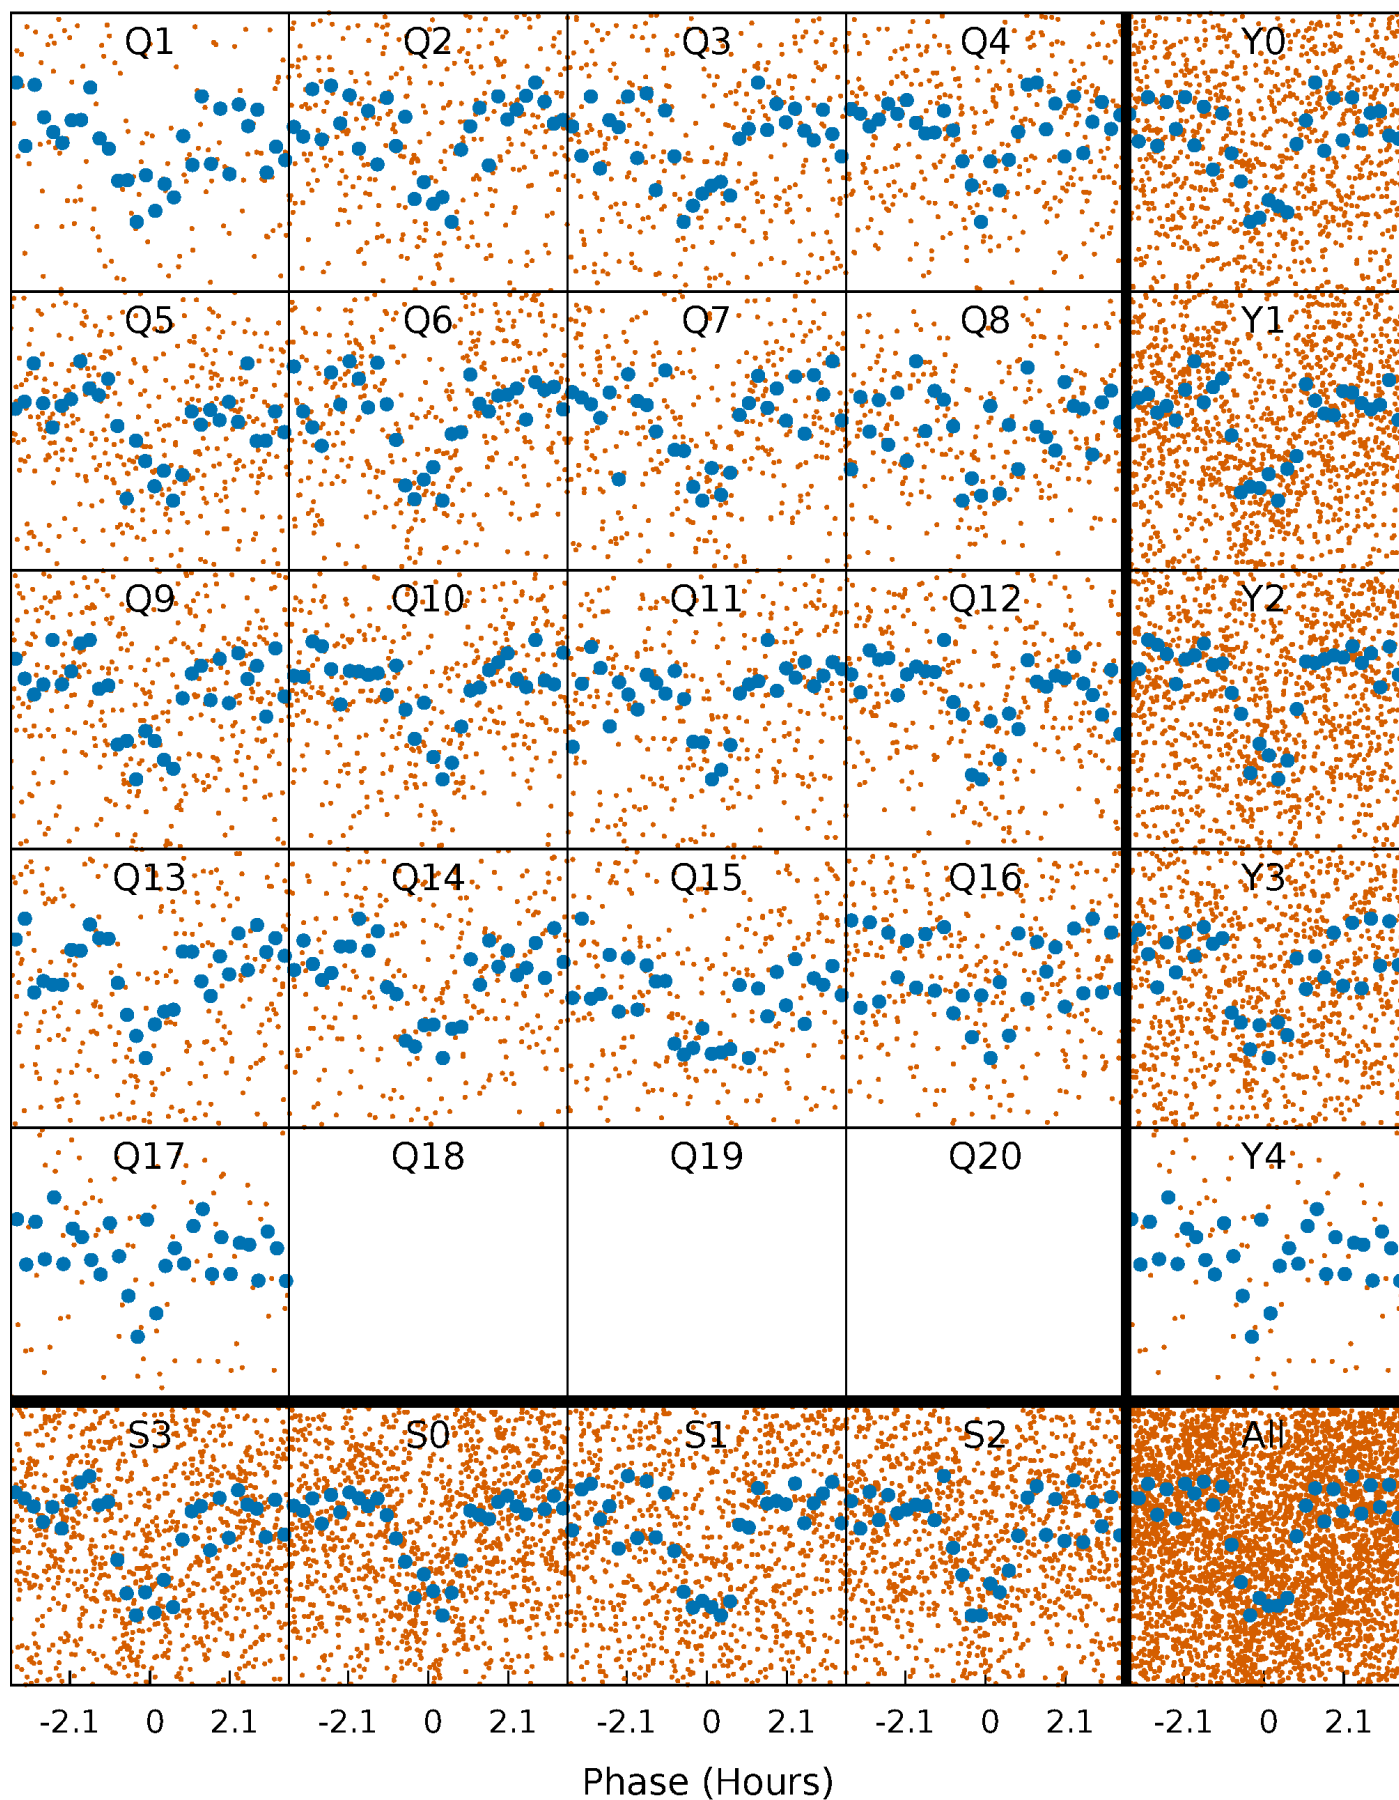 Q1 Q2 Q3 Q4 Y0
Q5 Q6 Q7 Q8 Y1
Q9 Q10 Q11 Q12 Y2
Q13 Q14 Q15 Q16 Y3
Q17 Q18 Q19 Q20 Y4
S3 S0 S1 S2 All
-2.1 0 2.1 -2.1 0 2.1 -2.1 0 2.1 -2.1 0 2.1 -2.1 0 2.1
Phase (Hours)